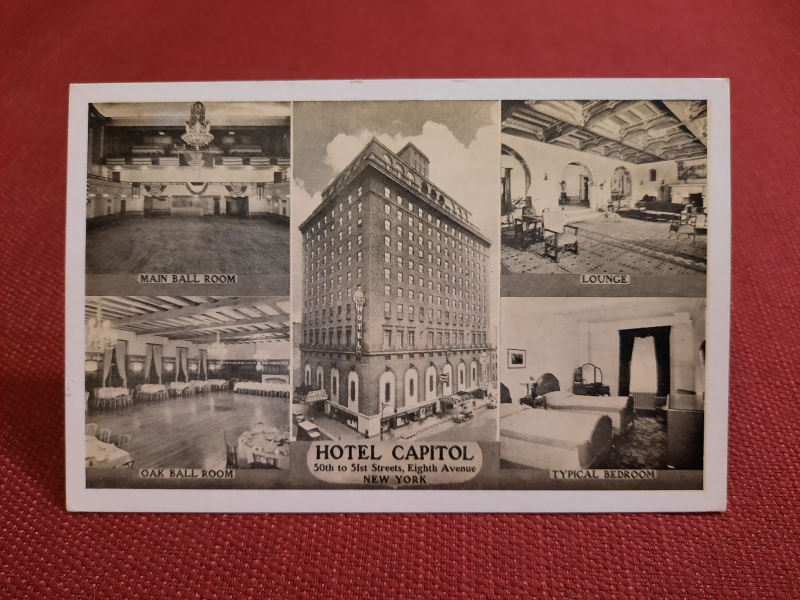 MAIN BALL ROOM
LOUNGE
HOTEL
OAK BALL ROOM
HOTEL CAPITOL
50th to 51st Streets, Eighth Avenue
NEW YORK
TYPICAL BEDROOM